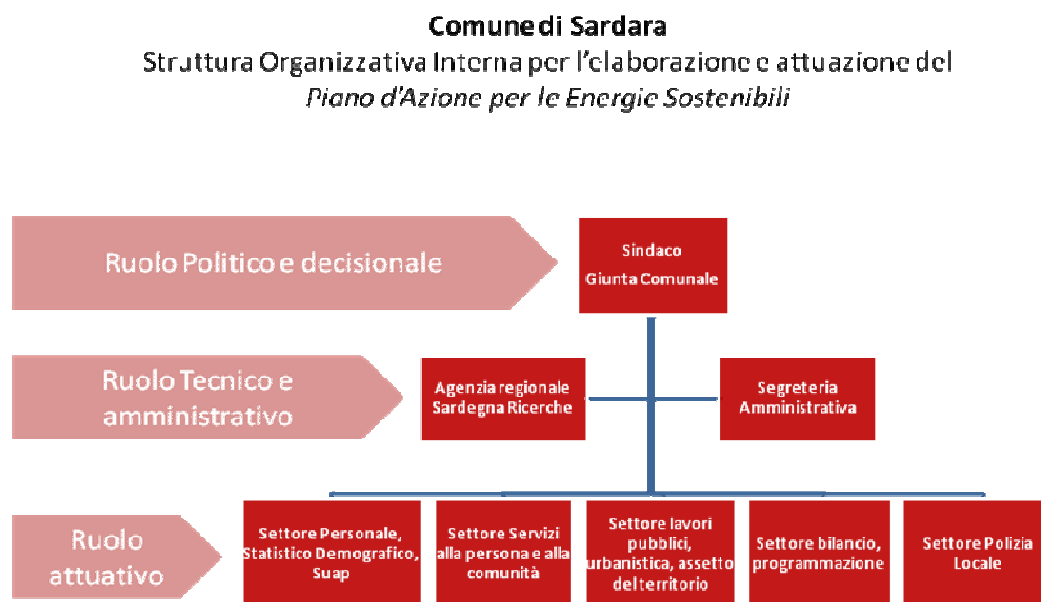 Comune di Sardara
Struttura Organizzativa Interna per l'elaborazione e attuazione del
Piano d'Azione per le Energie Sostenibili
Ruolo Politico e decisionale
Sindaco
Giunta Comunale
Ruolo Tecnico e
amministrativo
Agenzia regionale
Sardegna Ricerche
Segreteria
Amministrativa
Ruolo
attuativo
Settore Personale,
Statistico Demografico,
Suap
Settore Servizi
alla persona e alla
comunità
Settore lavori
pubblici,
urbanistica, assetto
del territorio
Settore bilancio,
programmazione
Settore Polizia
Locale